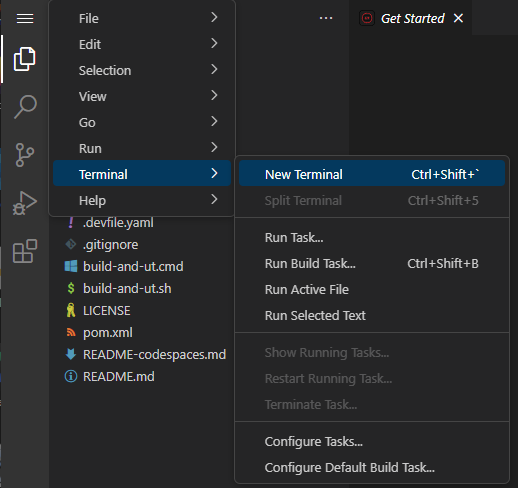 File
Edit
Selection
View
Go
Run
Terminal
Help
... Get Started
New Terminal Ctrl+Shift+`
Split Terminal Ctrl+Shift+5
Run Task...
Run Build Task... Ctrl+Shift+B
Run Active File
Run Selected Text
Show Running Tasks...
Restart Running Task...
Terminate Task...
Configure Tasks...
Configure Default Build Task...
.devfile.yaml
.gitignore
build-and-ut.cmd
build-and-ut.sh
LICENSE
pom.xml
README-codespaces.md
README.md